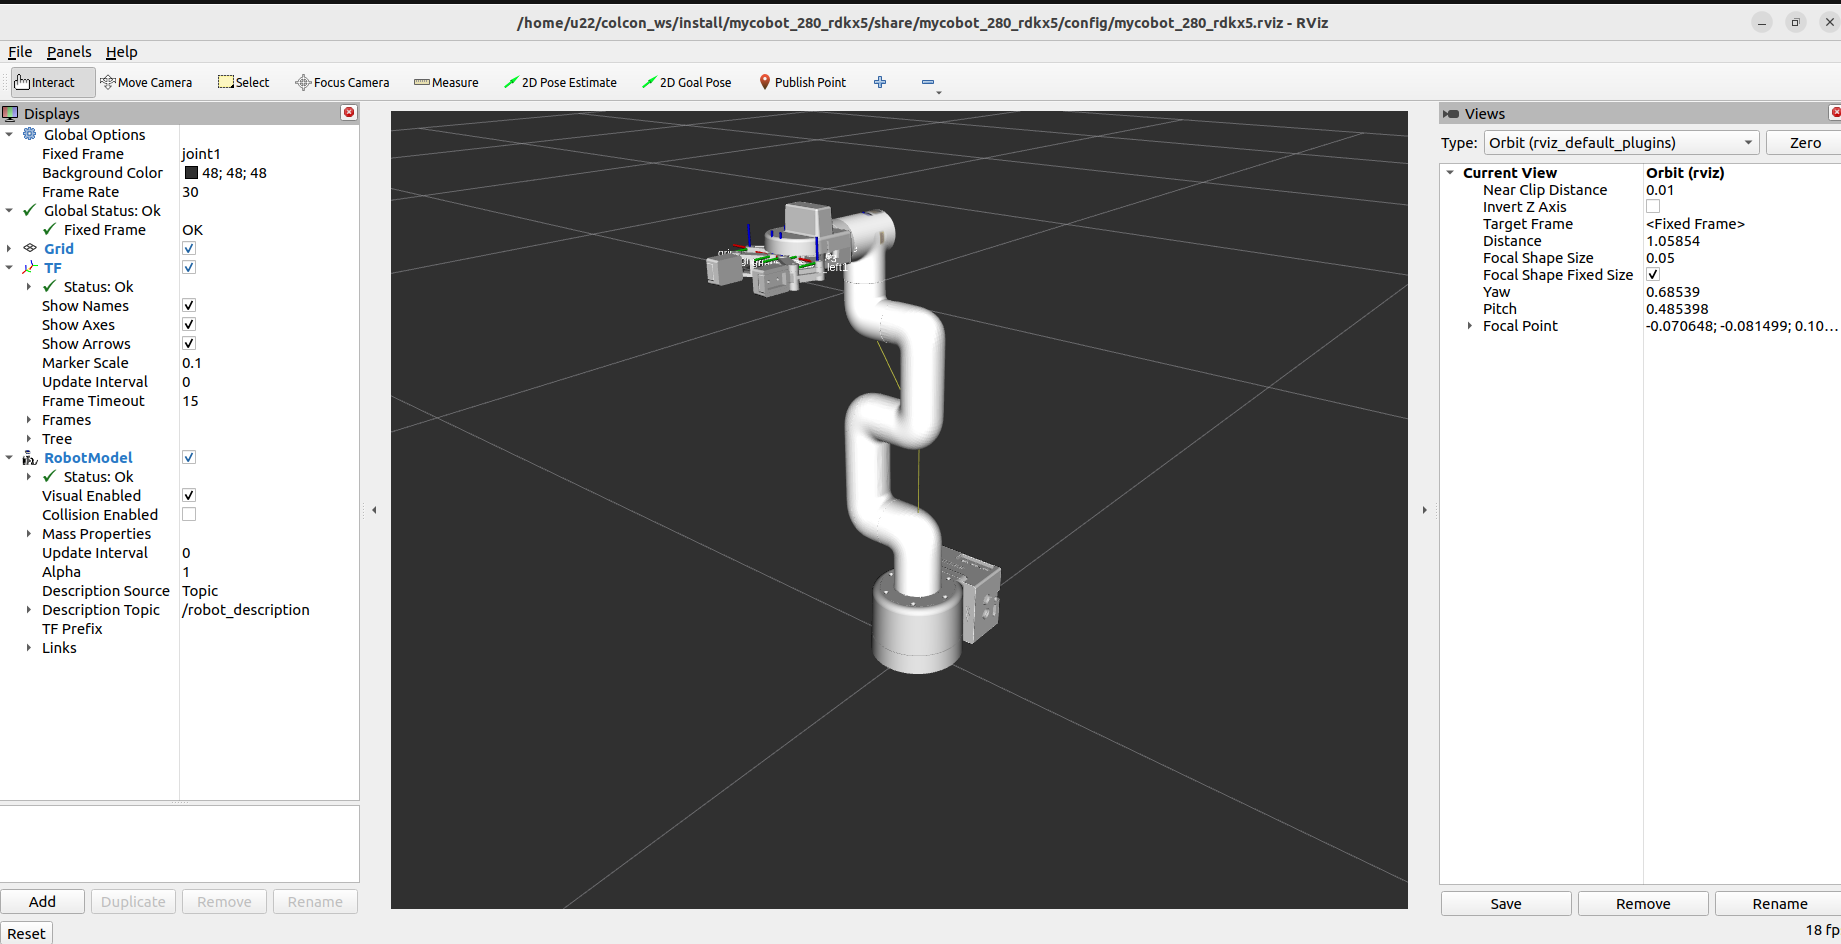 /home/u22/colcon_ws/install/mycobot_280_rdkx5/share/mycobot_280_rdkx5/config/mycobot_280_rdkx5.rviz - RViz
File Panels Help
Interact Move Camera Select Focus Camera Measure 2D Pose Estimate 2D Goal Pose Publish Point
Displays
Global Options
Fixed Frame joint1
Background Color 48; 48; 48
Frame Rate 30
Global Status: Ok
Fixed Frame OK
Grid
TF
Status: Ok
Show Names
Show Axes
Show Arrows
Marker Scale 0.1
Update Interval 0
Frame Timeout 15
Frames
Tree
RobotModel
Status: Ok
Visual Enabled
Collision Enabled
Mass Properties
Update Interval 0
Alpha 1
Description Source Topic
Description Topic /robot_description
TF Prefix
Links
Add Duplicate Remove Rename
Reset
_left1
Views
Type: Orbit (rviz_default_plugins) Zero
Current View Orbit (rviz)
Near Clip Distance 0.01
Invert Z Axis
Target Frame <Fixed Frame>
Distance 1.05854
Focal Shape Size 0.05
Focal Shape Fixed Size
Yaw 0.68539
Pitch 0.485398
Focal Point -0.070648; -0.081499; 0.10…
Save Remove Rename
18 fp